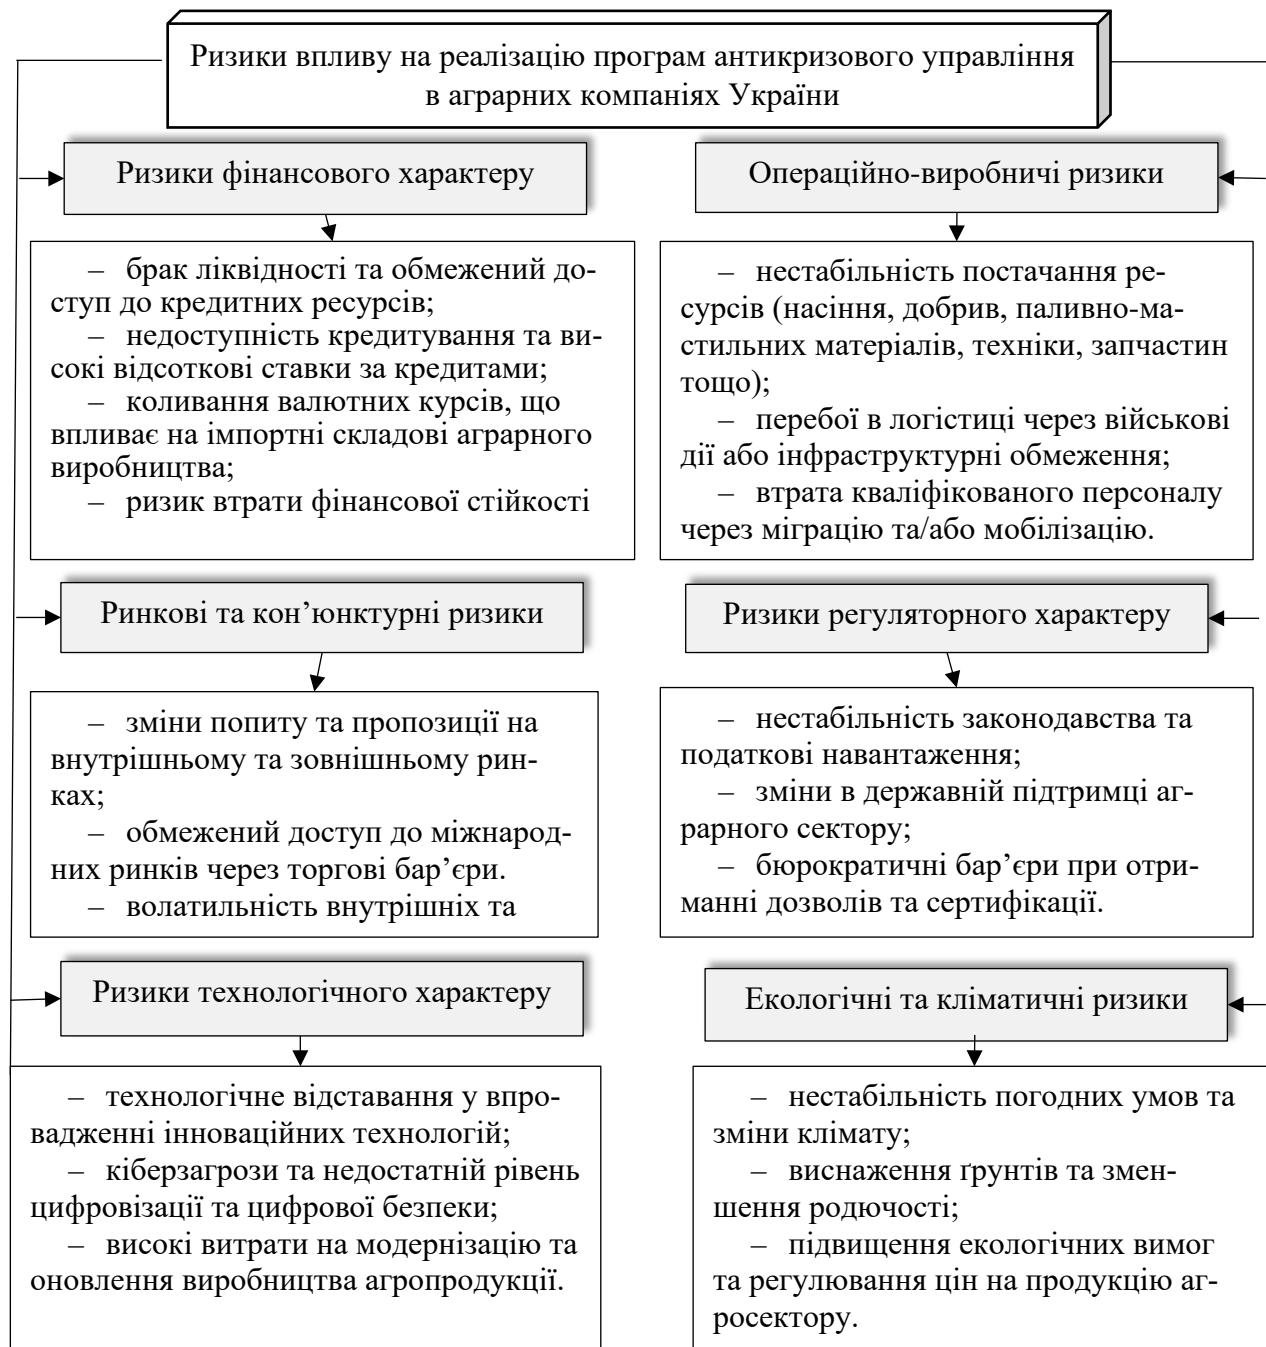 Ризики впливу на реалізацію програм антикризового управління
в аграрних компаніях України
Ризики фінансового характеру
– брак ліквідності та обмежений до-
ступ до кредитних ресурсів;
– недоступність кредитування та ви-
сокі відсоткові ставки за кредитами;
– коливання валютних курсів, що
впливає на імпортні складові аграрного
виробництва;
– ризик втрати фінансової стійкості
Операційно-виробничі ризики
– нестабільність постачання ре-
сурсів (насіння, добрив, паливно-ма-
стильних матеріалів, техніки, запчастин
тощо);
– перебої в логістиці через військові
дії або інфраструктурні обмеження;
– втрата кваліфікованого персоналу
через міграцію та/або мобілізацію.
Ринкові та кон’юнктурні ризики
– зміни попиту та пропозиції на
внутрішньому та зовнішньому рин-
ках;
– обмежений доступ до міжнарод-
них ринків через торгові бар’єри.
– волатильність внутрішніх та
Ризики регуляторного характеру
– нестабільність законодавства та
податкові навантаження;
– зміни в державній підтримці аг-
рарного сектору;
– бюрократичні бар’єри при отри-
манні дозволів та сертифікації.
Ризики технологічного характеру
– технологічне відставання у впро-
вадженні інноваційних технологій;
– кіберзагрози та недостатній рівень
цифровізації та цифрової безпеки;
– високі витрати на модернізацію та
оновлення виробництва агропродукції.
Екологічні та кліматичні ризики
– нестабільність погодних умов та
зміни клімату;
– виснаження ґрунтів та змен-
шення родючості;
– підвищення екологічних вимог
та регулювання цін на продукцію аг-
росектору.